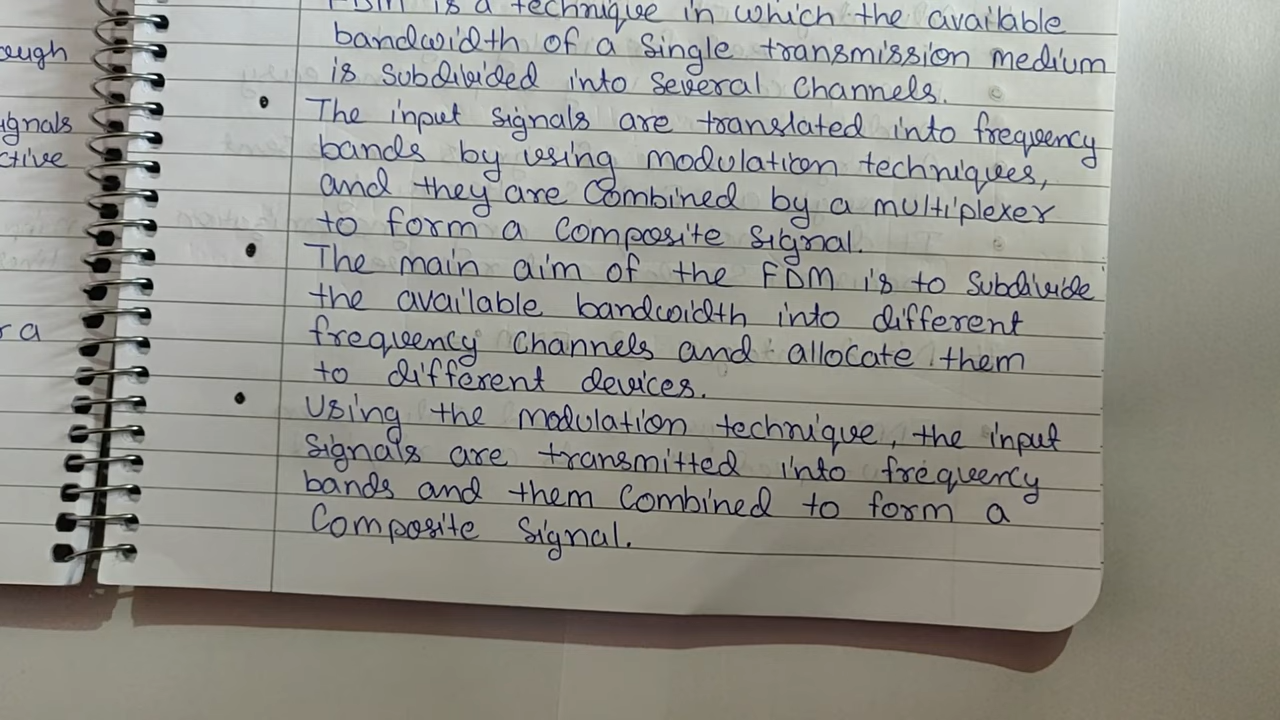 ough
ignals
ctive
r a
FDM is a technique in which the available
bandwidth of a single transmission medium
is subdivided into several channels.
• The input signals are translated into frequency
bands by using modulation techniques,
and they are combined by a multiplexer
to form a composite signal.
• The main aim of the FDM is to subdivide
the available bandwidth into different
frequency channels and allocate them
to different devices.
• Using the modulation technique, the input
signals are transmitted into frequency
bands and them combined to form a
composite signal.